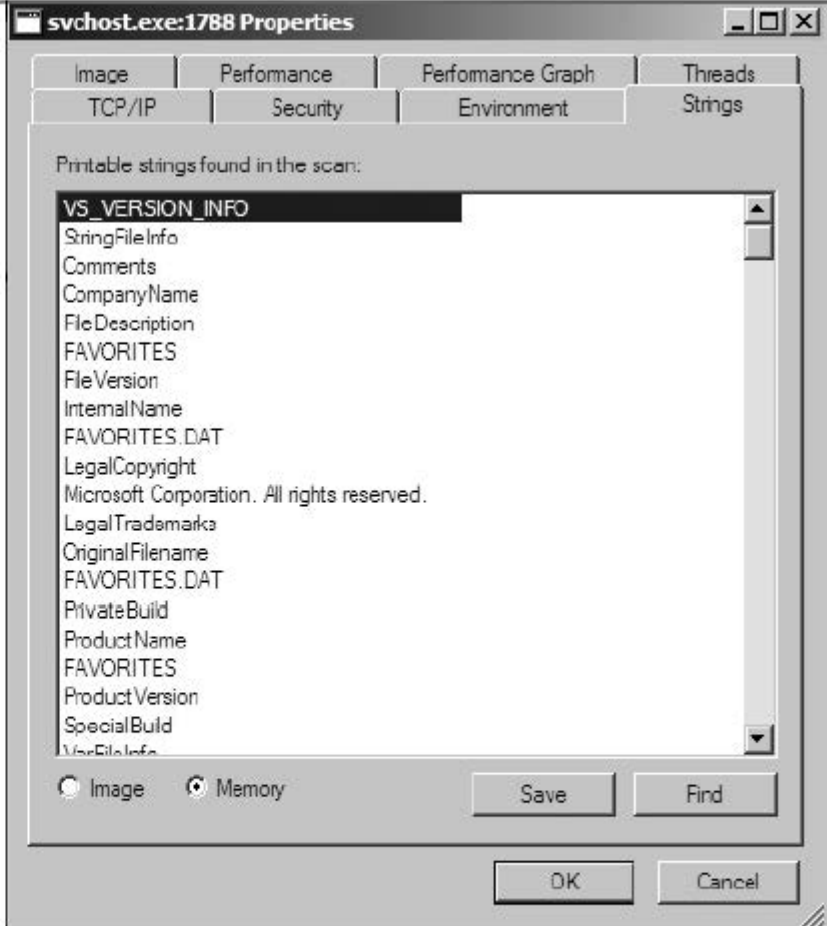 svchost.exe:1788 Properties
Image Performance Performance Graph Threads
TCP/IP Security Environment Strings
Printable strings found in the scan:
VS_VERSION_INFO
StringFileInfo
Comments
CompanyName
FileDescription
FAVORITES
FileVersion
InternalName
FAVORITES.DAT
LegalCopyright
Microsoft Corporation. All rights reserved.
LegalTrademarks
OriginalFilename
FAVORITES.DAT
PrivateBuild
ProductName
FAVORITES
ProductVersion
SpecialBuild
VarFileInfo
Image Memory Save Find
OK Cancel